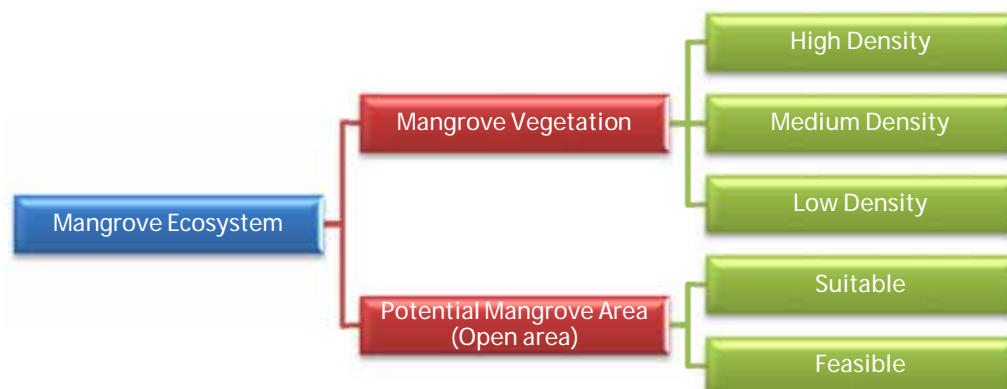 High Density
Mangrove Vegetation
Medium Density
Low Density
Mangrove Ecosystem
Suitable
Potential Mangrove Area
(Open area)
Feasible